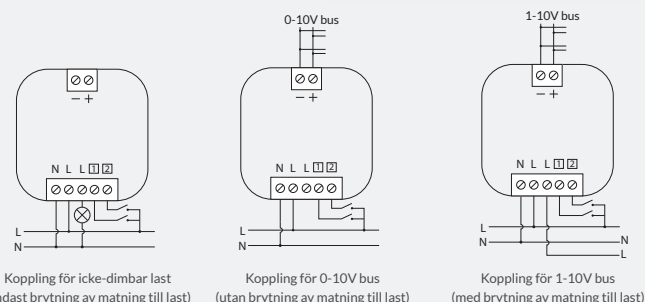 0-10V bus
1-10V bus
− +
− +
− +
N L L 1 2
N L L 1 2
N L L 1 2
L
N
L
N
L
N
N
L
Koppling för icke-dimbar last
ndast brytning av matning till last)
Koppling för 0-10V bus
(utan brytning av matning till last)
Koppling för 1-10V bus
(med brytning av matning till last)